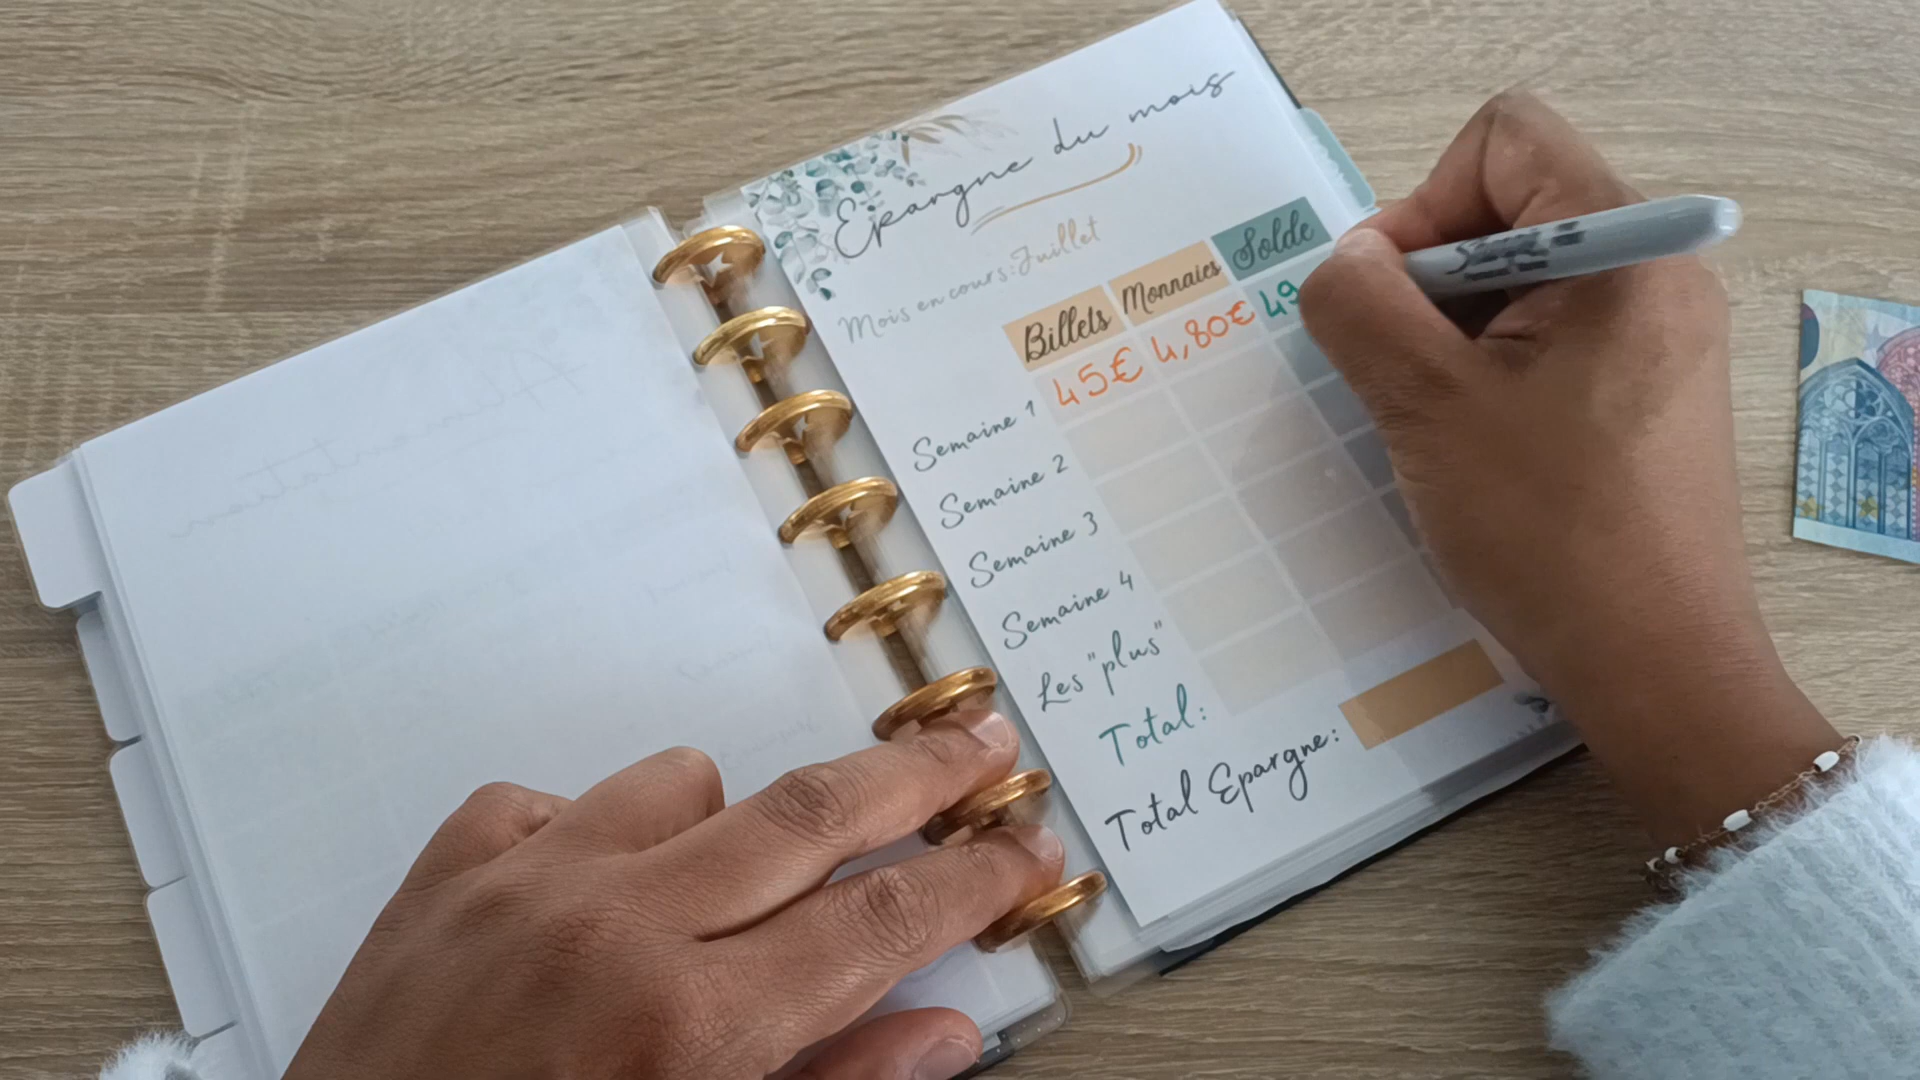 Epargne du mois
Mois en cours: Juillet
Billets Monnaies Solde
Semaine 1 45€ 4,80€ 49
Semaine 2
Semaine 3
Semaine 4
Les "plus"
Total:
Total Epargne: